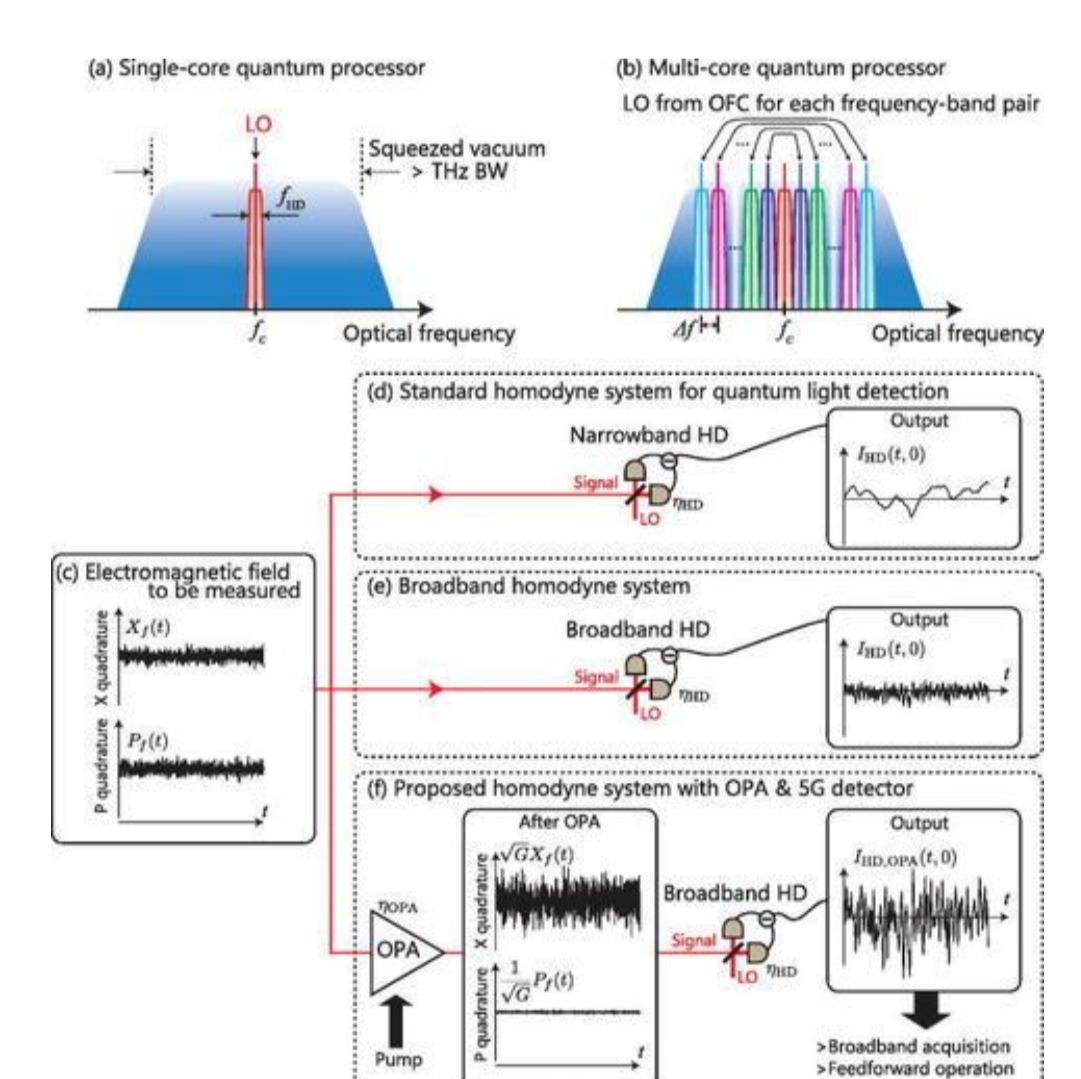 (a) Single-core quantum processor
LO
Squeezed vacuum
> THz BW
f_HD
f_c
Optical frequency
(b) Multi-core quantum processor
LO from OFC for each frequency-band pair
...
...
...
...
Δf
f_c
Optical frequency
(c) Electromagnetic field
to be measured
X quadrature
X_f(t)
P quadrature
P_f(t)
t
(d) Standard homodyne system for quantum light detection
Narrowband HD
Signal
LO
η_HD
Output
I_HD(t, 0)
t
(e) Broadband homodyne system
Broadband HD
Signal
LO
η_HD
Output
I_HD(t, 0)
t
(f) Proposed homodyne system with OPA & 5G detector
η_OPA
OPA
Pump
After OPA
X quadrature
√G X_f(t)
P quadrature
1/√G P_f(t)
t
Broadband HD
Signal
LO
η_HD
Output
I_HD,OPA(t, 0)
t
>Broadband acquisition
>Feedforward operation